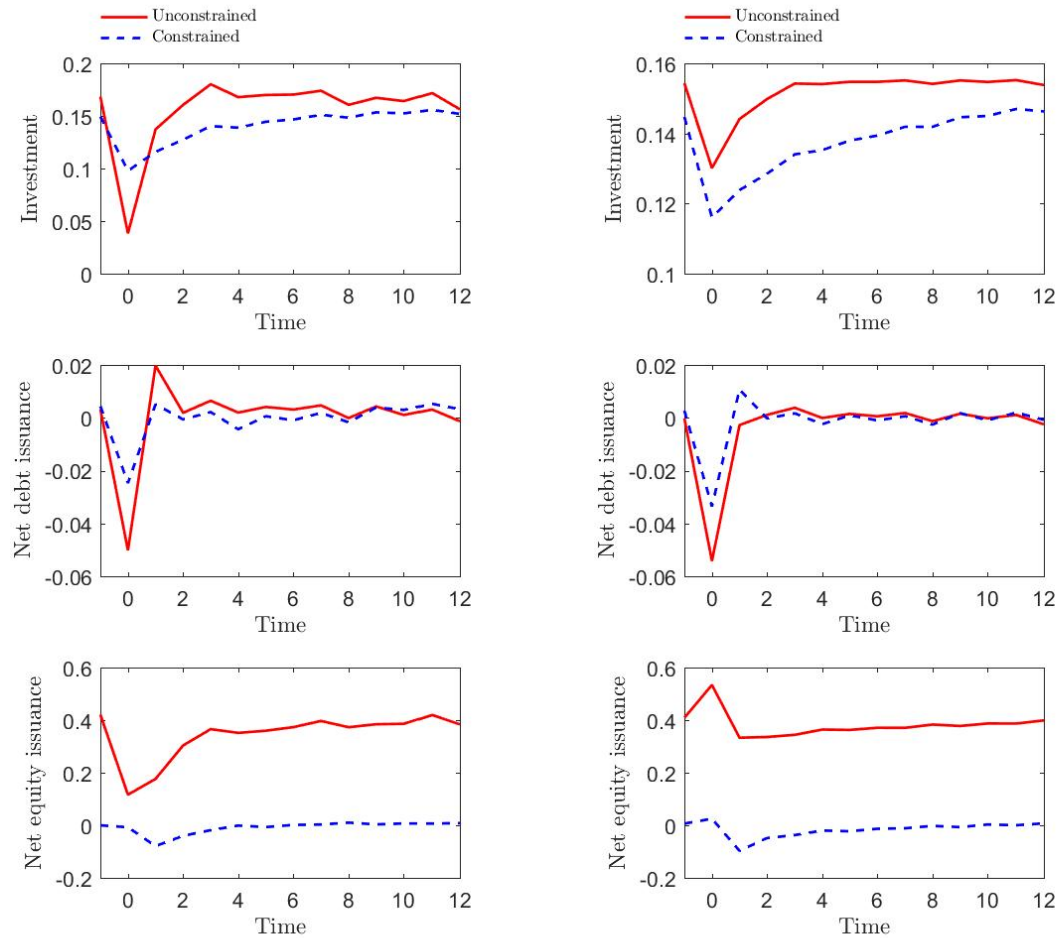 Unconstrained
Constrained
Investment
0.2
0.15
0.1
0.05
0
0 2 4 6 8 10 12
Time
Unconstrained
Constrained
Investment
0.16
0.14
0.12
0.1
0 2 4 6 8 10 12
Time
Net debt issuance
0.02
0
-0.02
-0.04
-0.06
0 2 4 6 8 10 12
Time
Net debt issuance
0.02
0
-0.02
-0.04
-0.06
0 2 4 6 8 10 12
Time
Net equity issuance
0.6
0.4
0.2
0
-0.2
0 2 4 6 8 10 12
Time
Net equity issuance
0.6
0.4
0.2
0
-0.2
0 2 4 6 8 10 12
Time